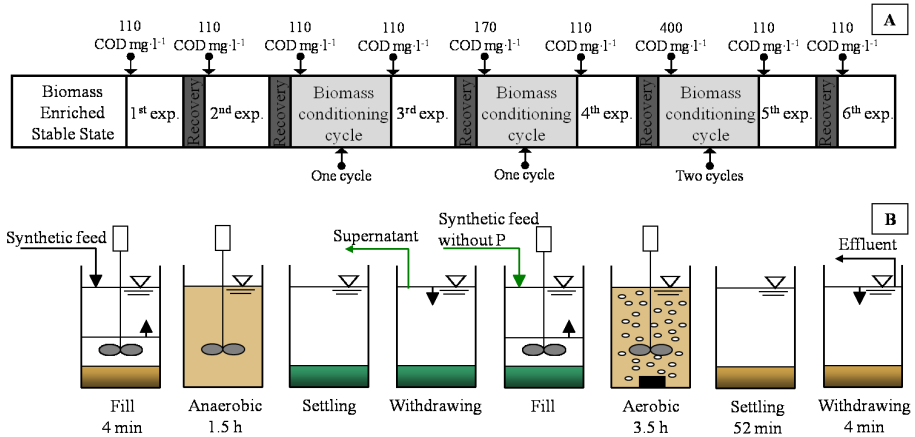 A
110 110 110 110 170 110 400 110 110
COD mg·l⁻¹ COD mg·l⁻¹ COD mg·l⁻¹ COD mg·l⁻¹ COD mg·l⁻¹ COD mg·l⁻¹ COD mg·l⁻¹ COD mg·l⁻¹ COD mg·l⁻¹
Biomass
Enriched
Stable State
1ˢᵗ exp.
Recovery
2ⁿᵈ exp.
Recovery
Biomass
conditioning
cycle
3ʳᵈ exp.
Recovery
Biomass
conditioning
cycle
4ᵗʰ exp.
Recovery
Biomass
conditioning
cycle
5ᵗʰ exp.
Recovery
6ᵗʰ exp.
One cycle
One cycle
Two cycles
B
Synthetic feed
Supernatant
Synthetic feed
without P
Effluent
Fill
4 min
Anaerobic
1.5 h
Settling
Withdrawing
Fill
Aerobic
3.5 h
Settling
52 min
Withdrawing
4 min